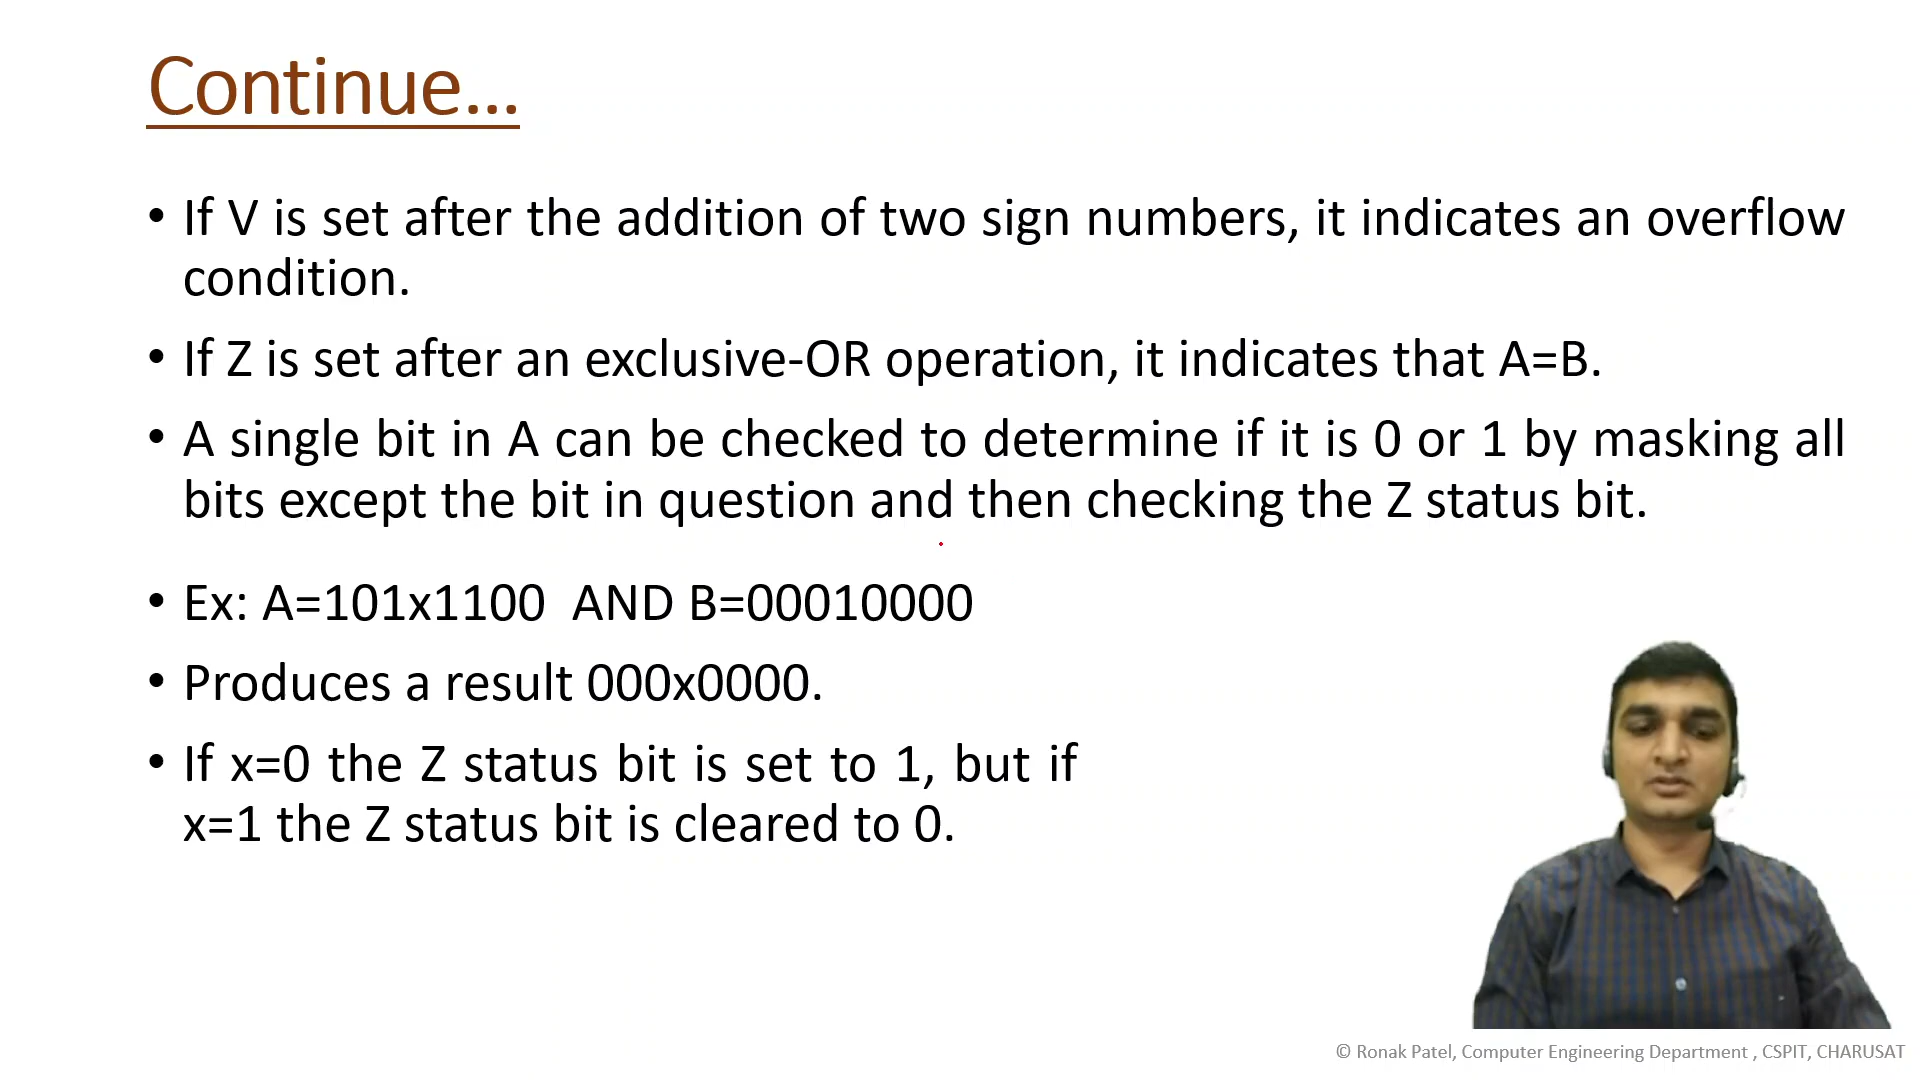 Continue...
• If V is set after the addition of two sign numbers, it indicates an overflow
condition.
• If Z is set after an exclusive-OR operation, it indicates that A=B.
• A single bit in A can be checked to determine if it is 0 or 1 by masking all
bits except the bit in question and then checking the Z status bit.
• Ex: A=101x1100  AND B=00010000
• Produces a result 000x0000.
• If x=0 the Z status bit is set to 1, but if
x=1 the Z status bit is cleared to 0.
© Ronak Patel, Computer Engineering Department , CSPIT, CHARUSAT